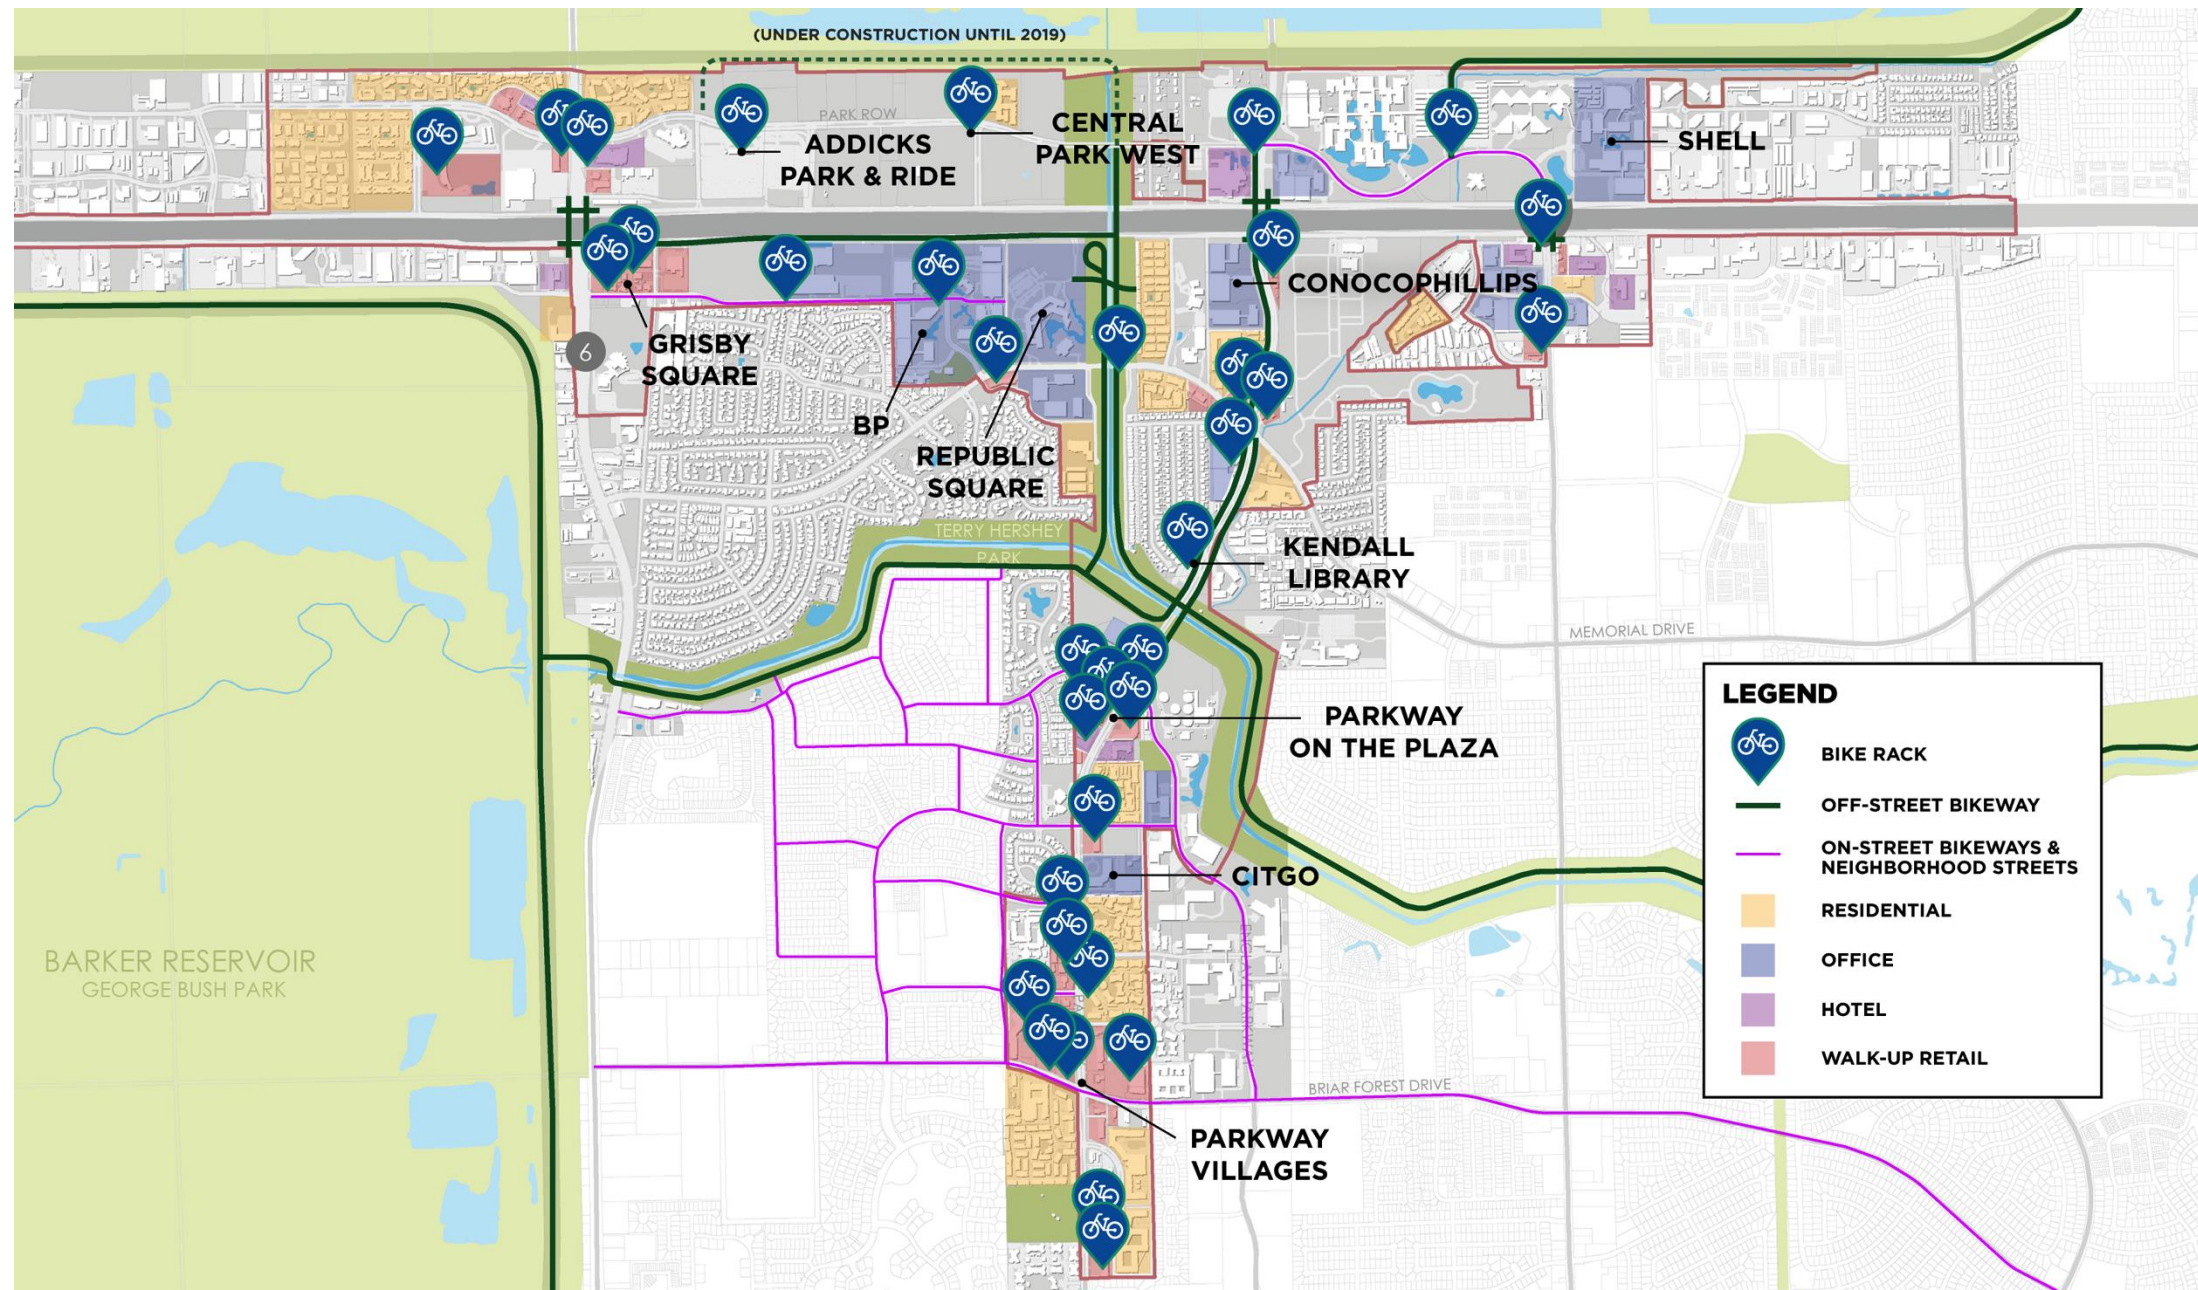 (UNDER CONSTRUCTION UNTIL 2019)
PARK ROW
ADDICKS
PARK & RIDE
CENTRAL
PARK WEST
SHELL
CONOCOPHILLIPS
GRISBY
SQUARE
6
BP
REPUBLIC
SQUARE
TERRY HERSHEY
PARK
KENDALL
LIBRARY
MEMORIAL DRIVE
PARKWAY
ON THE PLAZA
CITGO
BARKER RESERVOIR
GEORGE BUSH PARK
BRIAR FOREST DRIVE
PARKWAY
VILLAGES
LEGEND
BIKE RACK
OFF-STREET BIKEWAY
ON-STREET BIKEWAYS &
NEIGHBORHOOD STREETS
RESIDENTIAL
OFFICE
HOTEL
WALK-UP RETAIL